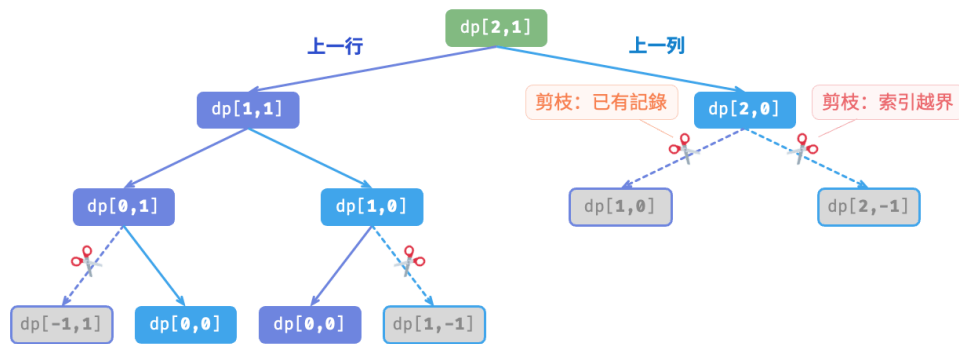 dp[2,1]
上一行
上一列
dp[1,1]
剪枝：已有記錄
dp[2,0]
剪枝：索引越界
dp[0,1]
dp[1,0]
dp[1,0]
dp[2,-1]
dp[-1,1]
dp[0,0]
dp[0,0]
dp[1,-1]